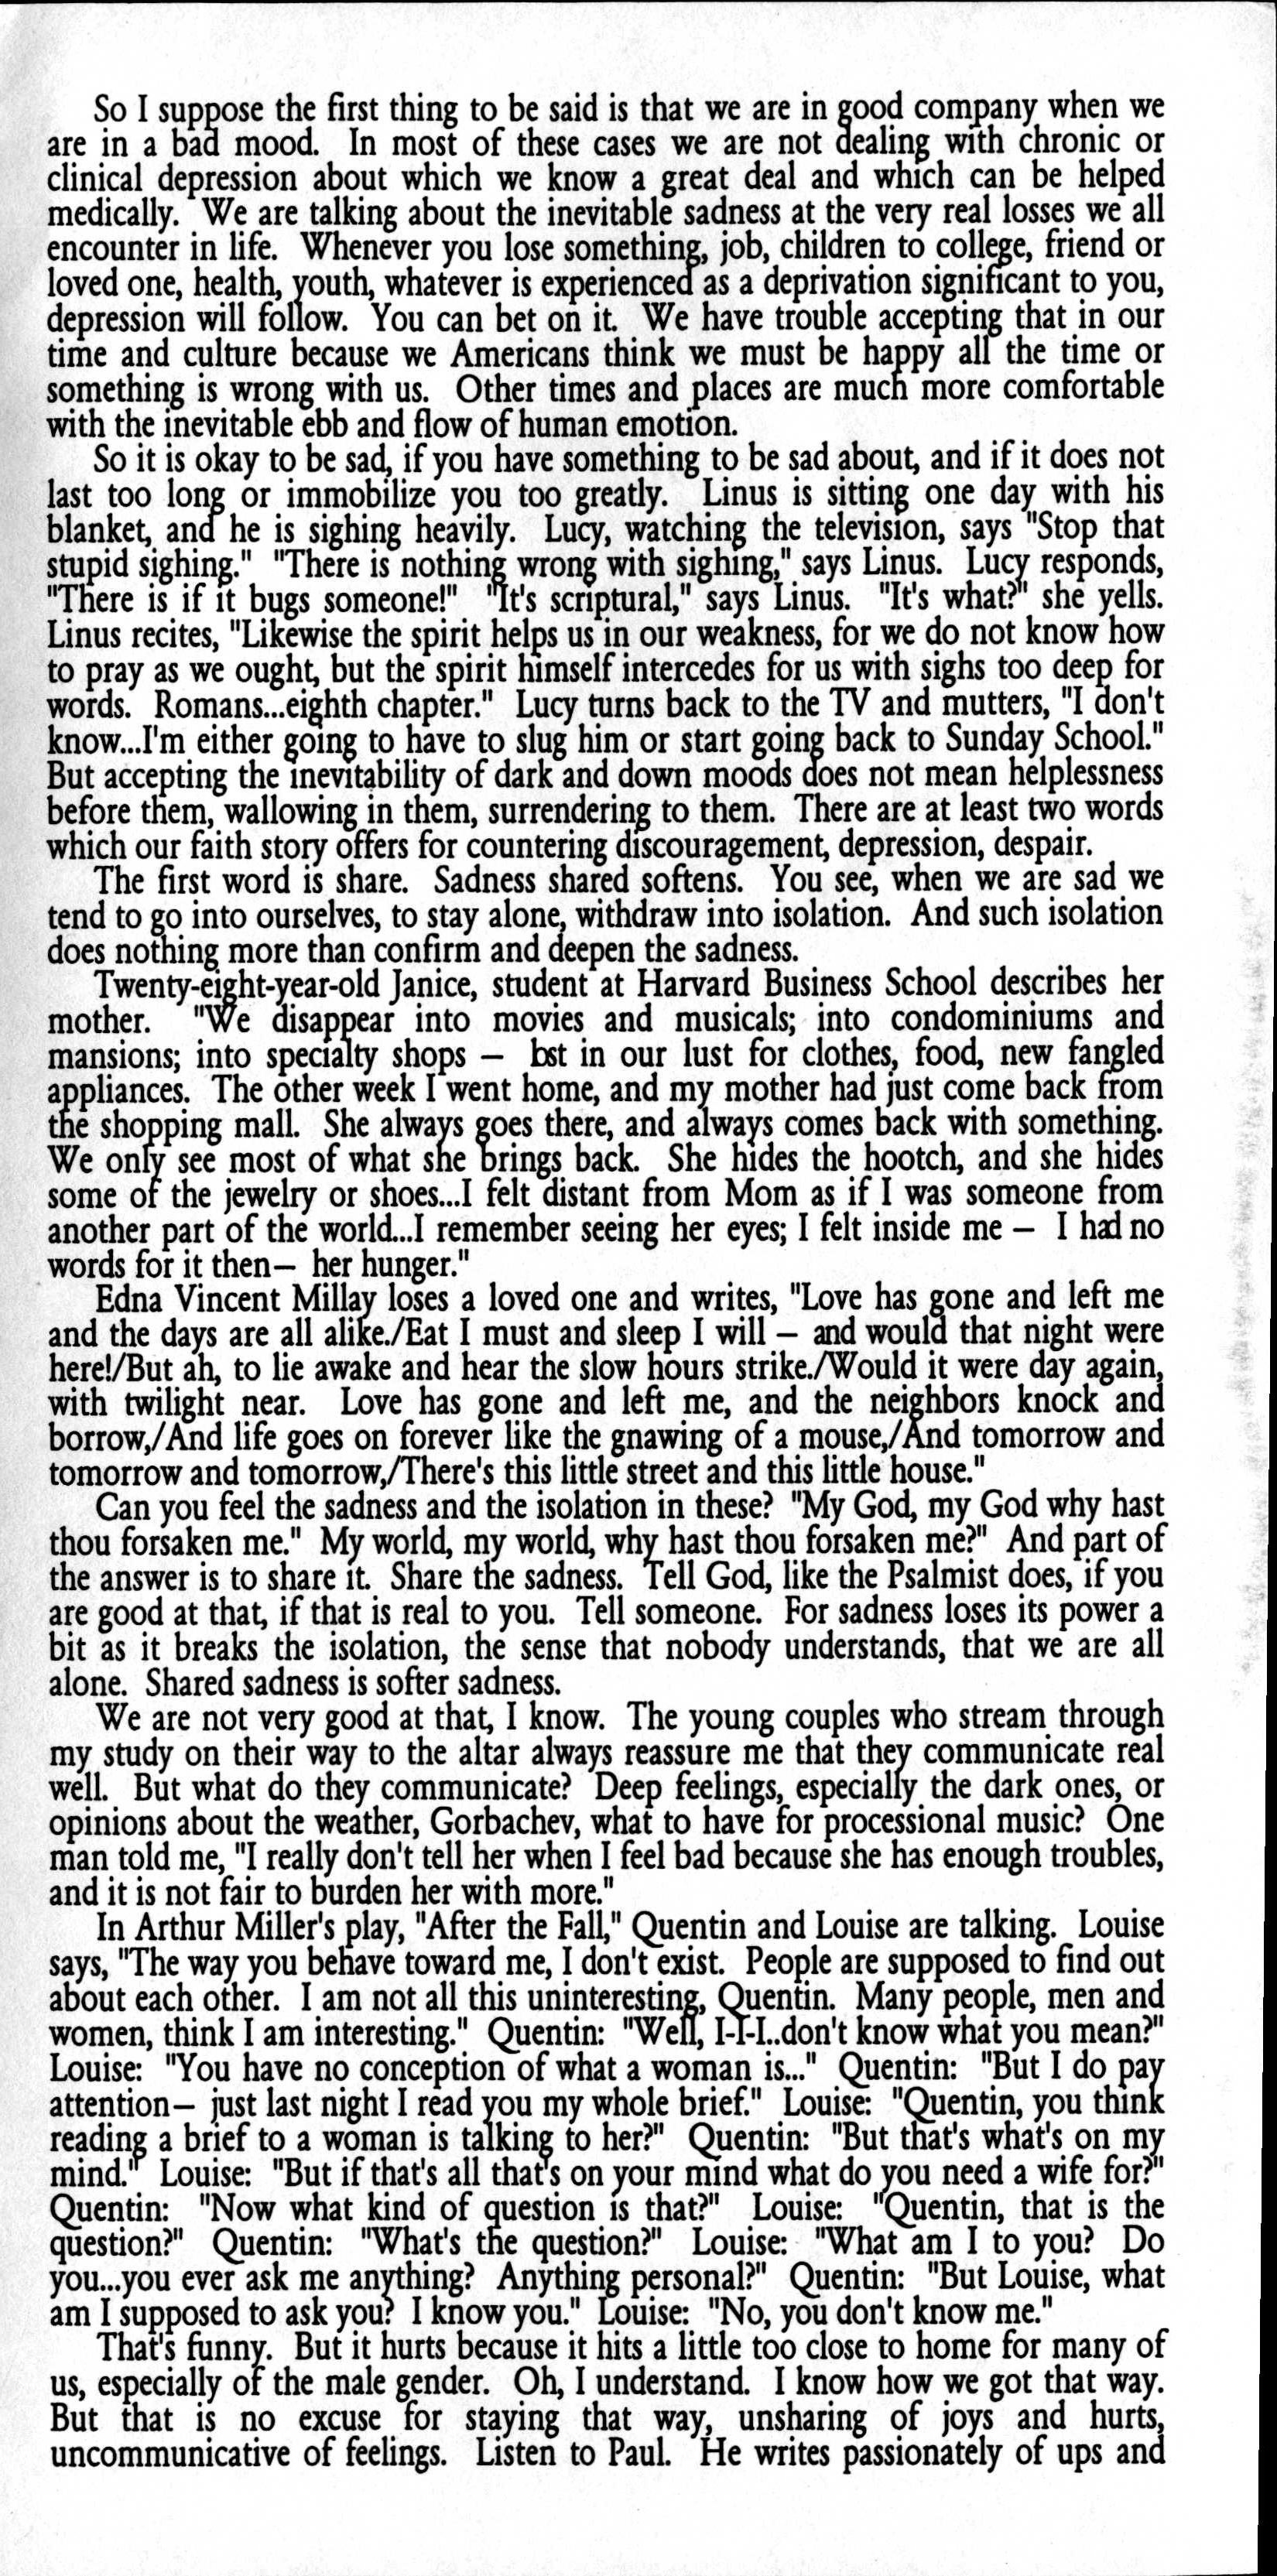 So I suppose the first thing to be said is that we are in good company when we
are in a bad mood. In most of these cases we are not dealing with chronic or
clinical depression about which we know a great deal and which can be helped
medically. We are talking about the inevitable sadness at the very real losses we all
encounter in life. Whenever you lose something, job, children to college, friend or
loved one, health, youth, whatever is experienced as a deprivation significant to you,
depression will follow. You can bet on it. We have trouble accepting that in our
time and culture because we Americans think we must be happy all the time or
something is wrong with us. Other times and places are much more comfortable
with the inevitable ebb and flow of human emotion.
So it is okay to be sad, if you have something to be sad about, and if it does not
last too long or immobilize you too greatly. Linus is sitting one day with his
blanket, and he is sighing heavily. Lucy, watching the television, says "Stop that
stupid sighing." "There is nothing wrong with sighing," says Linus. Lucy responds,
"There is if it bugs someone!" "It's scriptural," says Linus. "It's what?" she yells.
Linus recites, "Likewise the spirit helps us in our weakness, for we do not know how
to pray as we ought, but the spirit himself intercedes for us with sighs too deep for
words. Romans...eighth chapter." Lucy turns back to the TV and mutters, "I don't
know...I'm either going to have to slug him or start going back to Sunday School."
But accepting the inevitability of dark and down moods does not mean helplessness
before them, wallowing in them, surrendering to them. There are at least two words
which our faith story offers for countering discouragement, depression, despair.
The first word is share. Sadness shared softens. You see, when we are sad we
tend to go into ourselves, to stay alone, withdraw into isolation. And such isolation
does nothing more than confirm and deepen the sadness.
Twenty-eight-year-old Janice, student at Harvard Business School describes her
mother. "We disappear into movies and musicals; into condominiums and
mansions; into specialty shops — lost in our lust for clothes, food, new fangled
appliances. The other week I went home, and my mother had just come back from
the shopping mall. She always goes there, and always comes back with something.
We only see most of what she brings back. She hides the hootch, and she hides
some of the jewelry or shoes...I felt distant from Mom as if I was someone from
another part of the world...I remember seeing her eyes; I felt inside me — I had no
words for it then— her hunger."
Edna Vincent Millay loses a loved one and writes, "Love has gone and left me
and the days are all alike./Eat I must and sleep I will — and would that night were
here!/But ah, to lie awake and hear the slow hours strike./Would it were day again,
with twilight near. Love has gone and left me, and the neighbors knock and
borrow,/And life goes on forever like the gnawing of a mouse,/And tomorrow and
tomorrow and tomorrow,/There's this little street and this little house."
Can you feel the sadness and the isolation in these? "My God, my God why hast
thou forsaken me." My world, my world, why hast thou forsaken me?" And part of
the answer is to share it. Share the sadness. Tell God, like the Psalmist does, if you
are good at that, if that is real to you. Tell someone. For sadness loses its power a
bit as it breaks the isolation, the sense that nobody understands, that we are all
alone. Shared sadness is softer sadness.
We are not very good at that, I know. The young couples who stream through
my study on their way to the altar always reassure me that they communicate real
well. But what do they communicate? Deep feelings, especially the dark ones, or
opinions about the weather, Gorbachev, what to have for processional music? One
man told me, "I really don't tell her when I feel bad because she has enough troubles,
and it is not fair to burden her with more."
In Arthur Miller's play, "After the Fall," Quentin and Louise are talking. Louise
says, "The way you behave toward me, I don't exist. People are supposed to find out
about each other. I am not all this uninteresting, Quentin. Many people, men and
women, think I am interesting." Quentin: "Well, I-I-I..don't know what you mean?"
Louise: "You have no conception of what a woman is..." Quentin: "But I do pay
attention— just last night I read you my whole brief." Louise: "Quentin, you think
reading a brief to a woman is talking to her?" Quentin: "But that's what's on my
mind." Louise: "But if that's all that's on your mind what do you need a wife for?"
Quentin: "Now what kind of question is that?" Louise: "Quentin, that is the
question?" Quentin: "What's the question?" Louise: "What am I to you? Do
you...you ever ask me anything? Anything personal?" Quentin: "But Louise, what
am I supposed to ask you? I know you." Louise: "No, you don't know me."
That's funny. But it hurts because it hits a little too close to home for many of
us, especially of the male gender. Oh, I understand. I know how we got that way.
But that is no excuse for staying that way, unsharing of joys and hurts,
uncommunicative of feelings. Listen to Paul. He writes passionately of ups and